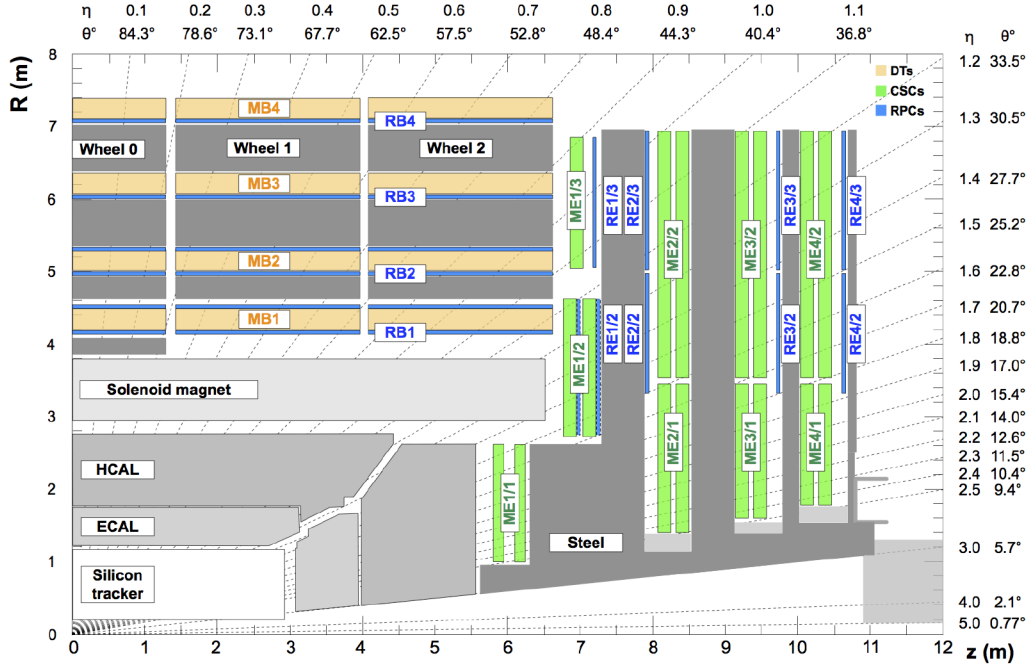 η 0.1 0.2 0.3 0.4 0.5 0.6 0.7 0.8 0.9 1.0 1.1
θ° 84.3° 78.6° 73.1° 67.7° 62.5° 57.5° 52.8° 48.4° 44.3° 40.4° 36.8° η θ°
R (m)
8
7
6
5
4
3
2
1
0
1.2 33.5°
1.3 30.5°
1.4 27.7°
1.5 25.2°
1.6 22.8°
1.7 20.7°
1.8 18.8°
1.9 17.0°
2.0 15.4°
2.1 14.0°
2.2 12.6°
2.3 11.5°
2.4 10.4°
2.5 9.4°
3.0 5.7°
4.0 2.1°
5.0 0.77°
DTs
CSCs
RPCs
MB4
RB4
Wheel 0
Wheel 1
Wheel 2
MB3
RB3
MB2
RB2
MB1
RB1
Solenoid magnet
HCAL
ECAL
Silicon
tracker
Steel
ME1/3
RE1/3
RE2/3
ME2/2
ME3/2
RE3/3
ME4/2
RE4/3
ME1/2
RE1/2
RE2/2
RE3/2
RE4/2
ME1/1
ME2/1
ME3/1
ME4/1
0 1 2 3 4 5 6 7 8 9 10 11 12
z (m)